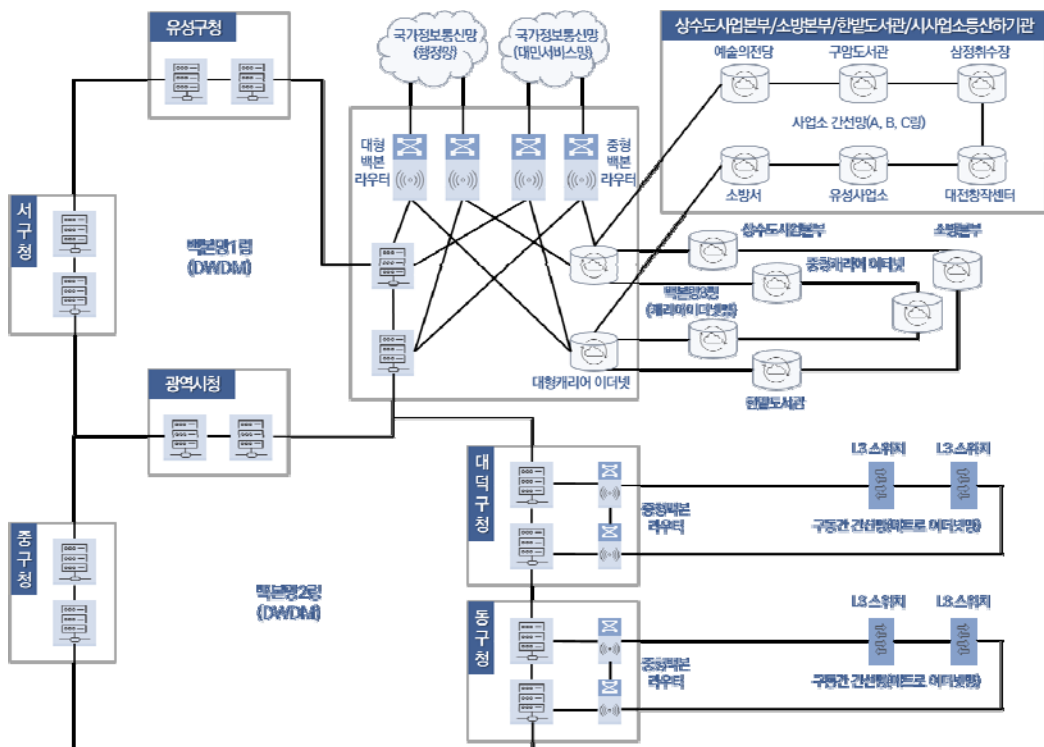 유성구청
국가정보통신망
(행정망)
국가정보통신망
(대민서비스망)
상수도사업본부/소방본부/한밭도서관/시사업소등산하기관
예술의전당
구암도서관
삼정취수장
사업소 간선망(A, B, C링)
소방서
유성사업소
대전창작센터
대형
백본
라우터
중형
백본
라우터
서구청
백본망1링
(DWDM)
상수도사업본부
소방본부
중형캐리어 이더넷
백본망3링
(캐리어이더넷망)
대형캐리어 이더넷
한밭도서관
광역시청
대덕구청
중형백본
라우터
L3 스위치
L3 스위치
구동간 간선망(메트로 이더넷망)
중구청
백본망2링
(DWDM)
동구청
중형백본
라우터
L3 스위치
L3 스위치
구동간 간선망(메트로 이더넷망)